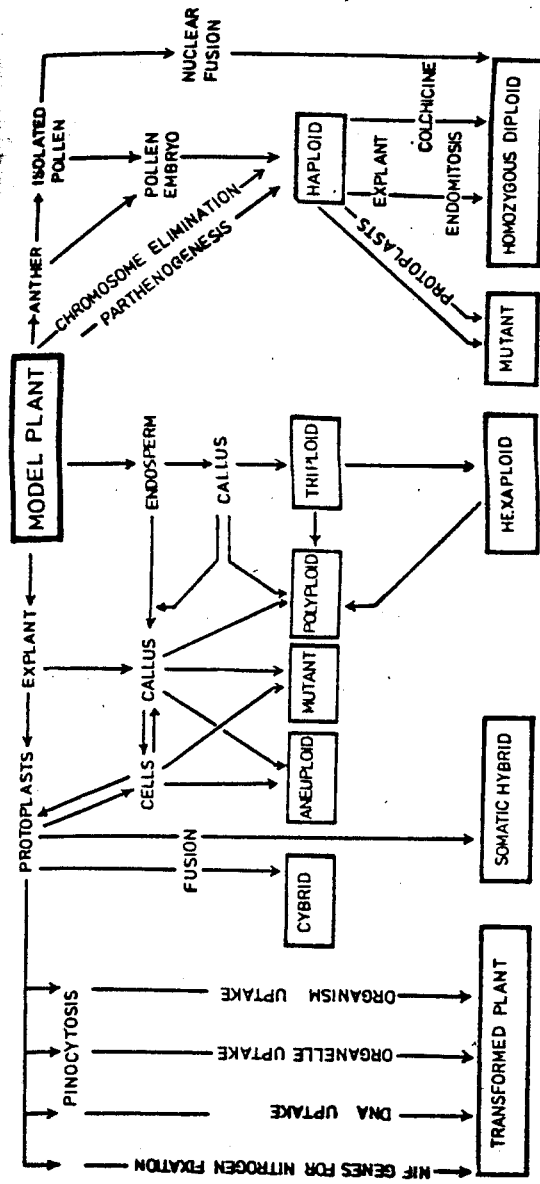 MODEL PLANT
PROTOPLASTS
EXPLANT
ANTHER
ISOLATED
POLLEN
NUCLEAR
FUSION
PINOCYTOSIS
CELLS
CALLUS
ENDOSPERM
CALLUS
POLLEN
EMBRYO
CHROMOSOME ELIMINATION
PARTHENOGENESIS
FUSION
NIF GENES FOR NITROGEN FIXATION
DNA UPTAKE
ORGANELLE UPTAKE
ORGANISM UPTAKE
CYBRID
ANEUPLOID
MUTANT
POLYPLOID
TRIPLOID
HAPLOID
PROTOPLASTS
EXPLANT
ENDOMITOSIS
COLCHICINE
TRANSFORMED PLANT
SOMATIC HYBRID
HEXAPLOID
MUTANT
HOMOZYGOUS DIPLOID